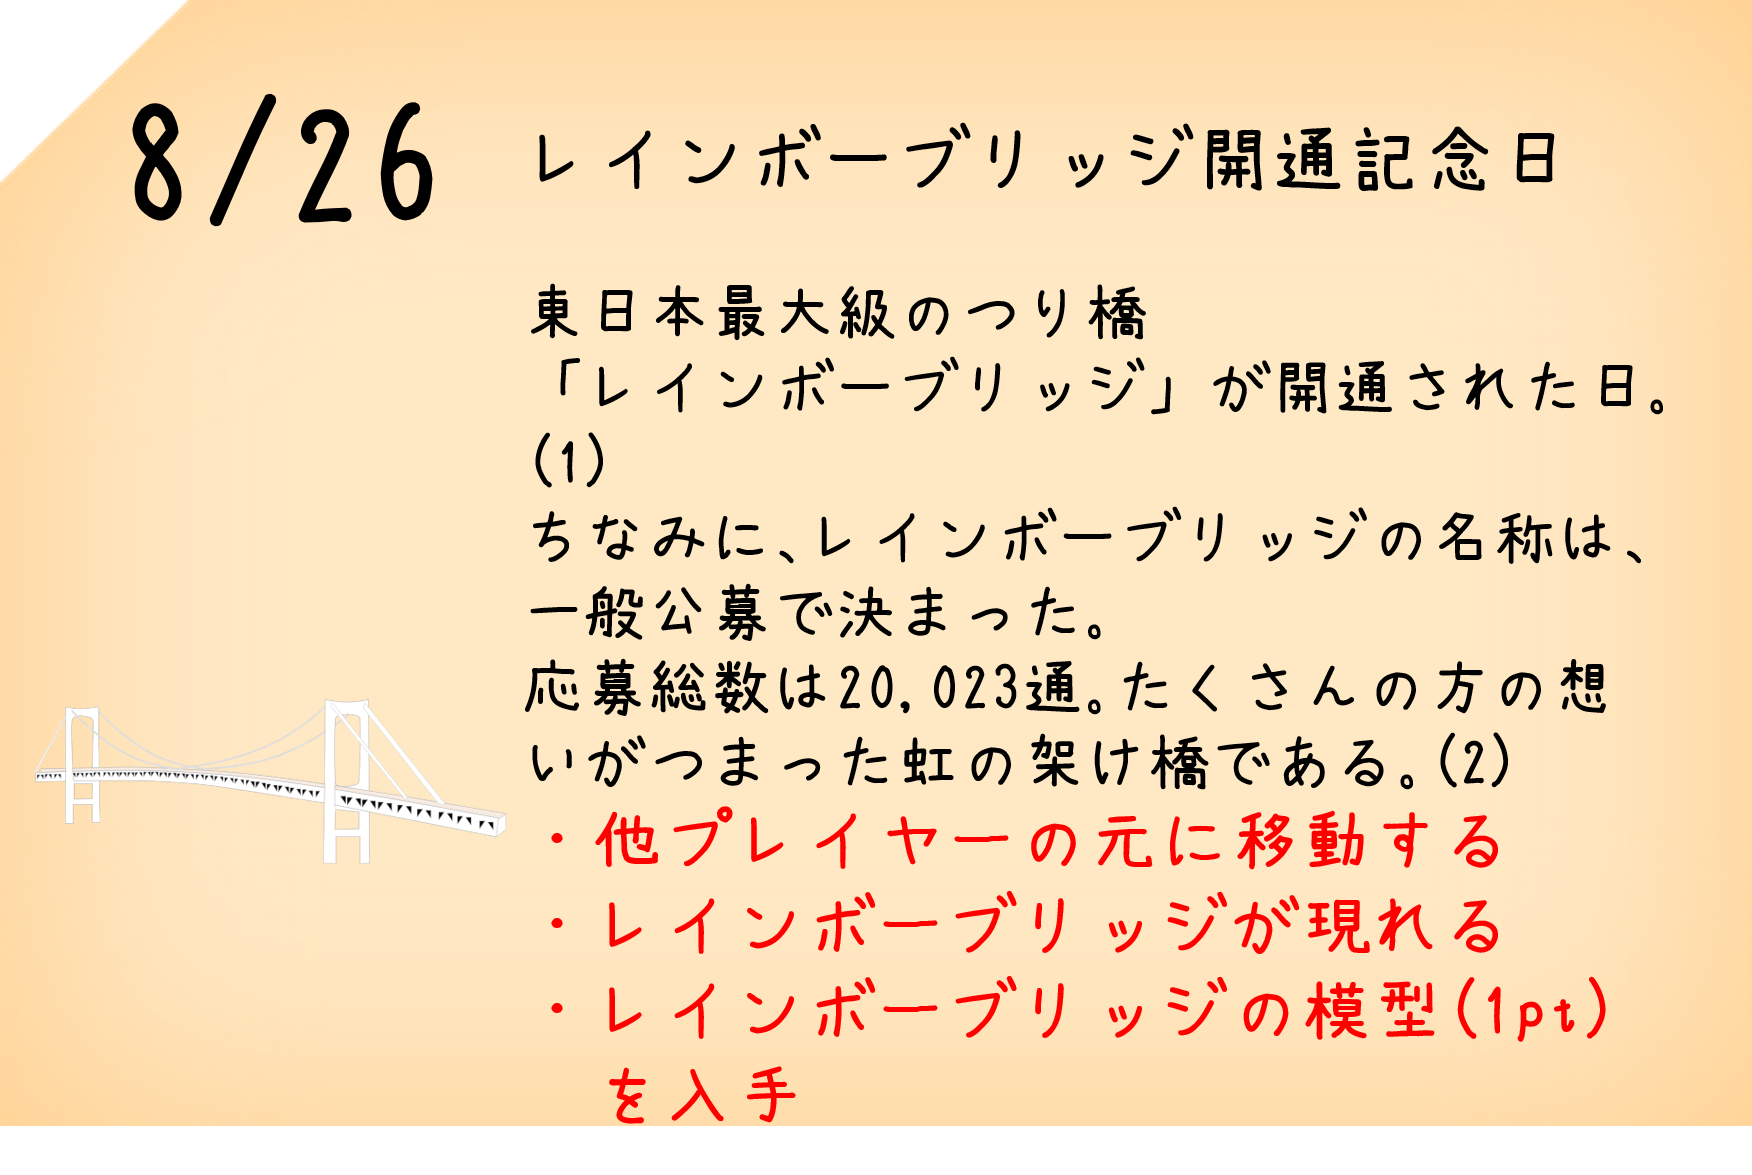 8/26 レインボーブリッジ開通記念日
東日本最大級のつり橋
「レインボーブリッジ」が開通された日。
(1)
ちなみに、レインボーブリッジの名称は、
一般公募で決まった。
応募総数は20,023通。たくさんの方の想
いがつまった虹の架け橋である。(2)
・他プレイヤーの元に移動する
・レインボーブリッジが現れる
・レインボーブリッジの模型(1pt)
を入手